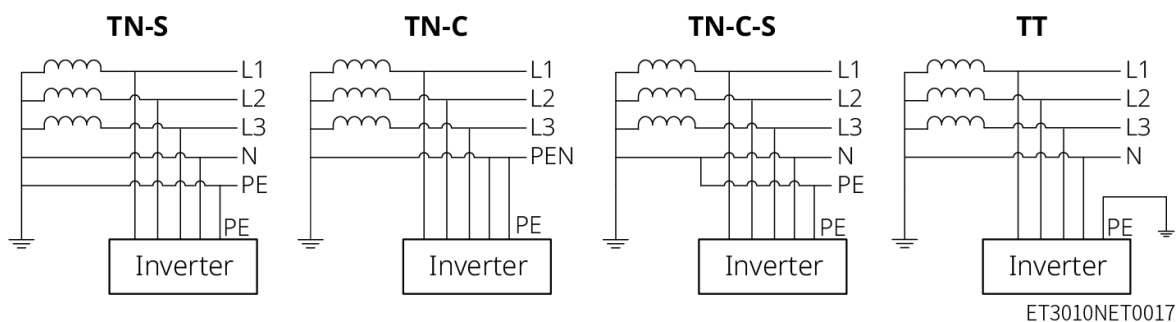 TN-S
TN-C
TN-C-S
TT
L1
L2
L3
N
PE
PE
Inverter
L1
L2
L3
PEN
PE
Inverter
L1
L2
L3
N
PE
PE
Inverter
L1
L2
L3
N
PE
Inverter
ET3010NET0017